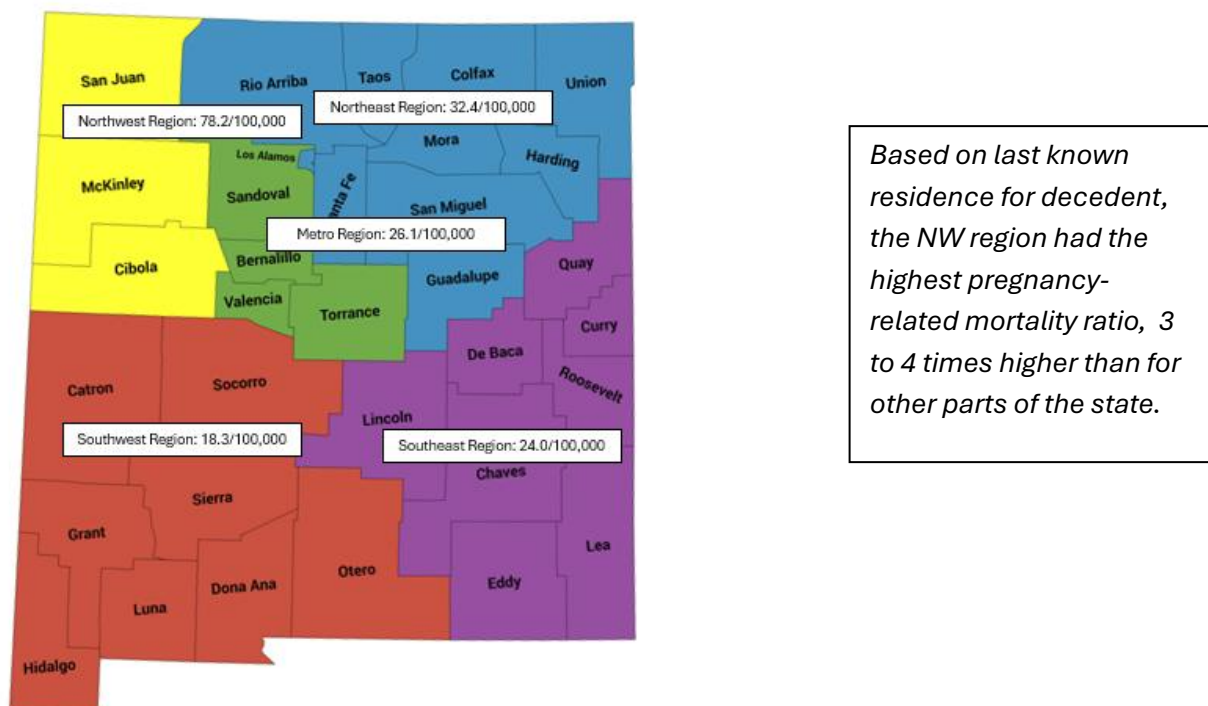 San Juan
Rio Arriba
Taos
Colfax
Union
Northwest Region: 78.2/100,000
Northeast Region: 32.4/100,000
Mora
Harding
Los Alamos
McKinley
Sandoval
anta Fe
San Miguel
Metro Region: 26.1/100,000
Cibola
Bernalillo
Guadalupe
Quay
Valencia
Torrance
Curry
De Baca
Roosevelt
Catron
Socorro
Lincoln
Southwest Region: 18.3/100,000
Southeast Region: 24.0/100,000
Chaves
Sierra
Grant
Lea
Otero
Dona Ana
Eddy
Luna
Hidalgo
Based on last known
residence for decedent,
the NW region had the
highest pregnancy-
related mortality ratio,  3
to 4 times higher than for
other parts of the state.